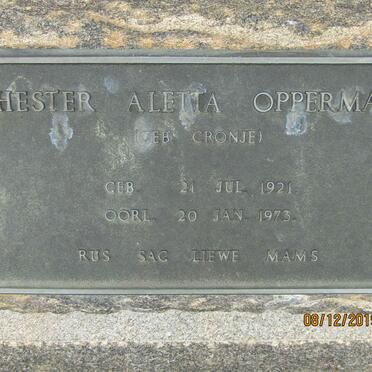 HESTER ALETTA OPPERMA
(GEB CRONJE)
GEB 21 JUL 1921
OORL. 20 JAN 1973.
RUS SAG LIEWE MAMS
08/12/201